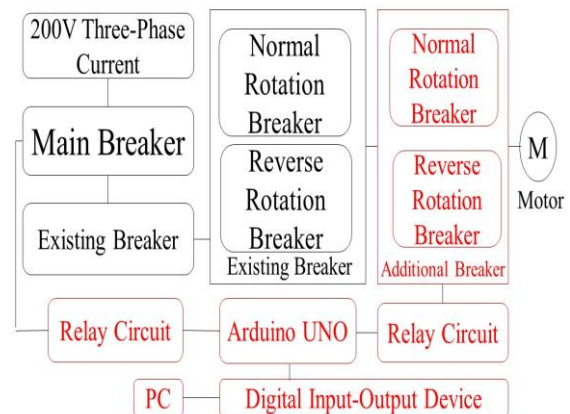 200V Three-Phase
Current
Main Breaker
Existing Breaker
Normal
Rotation
Breaker
Reverse
Rotation
Breaker
Existing Breaker
Normal
Rotation
Breaker
Reverse
Rotation
Breaker
Additional Breaker
M
Motor
Relay Circuit
Arduino UNO
Relay Circuit
PC
Digital Input-Output Device